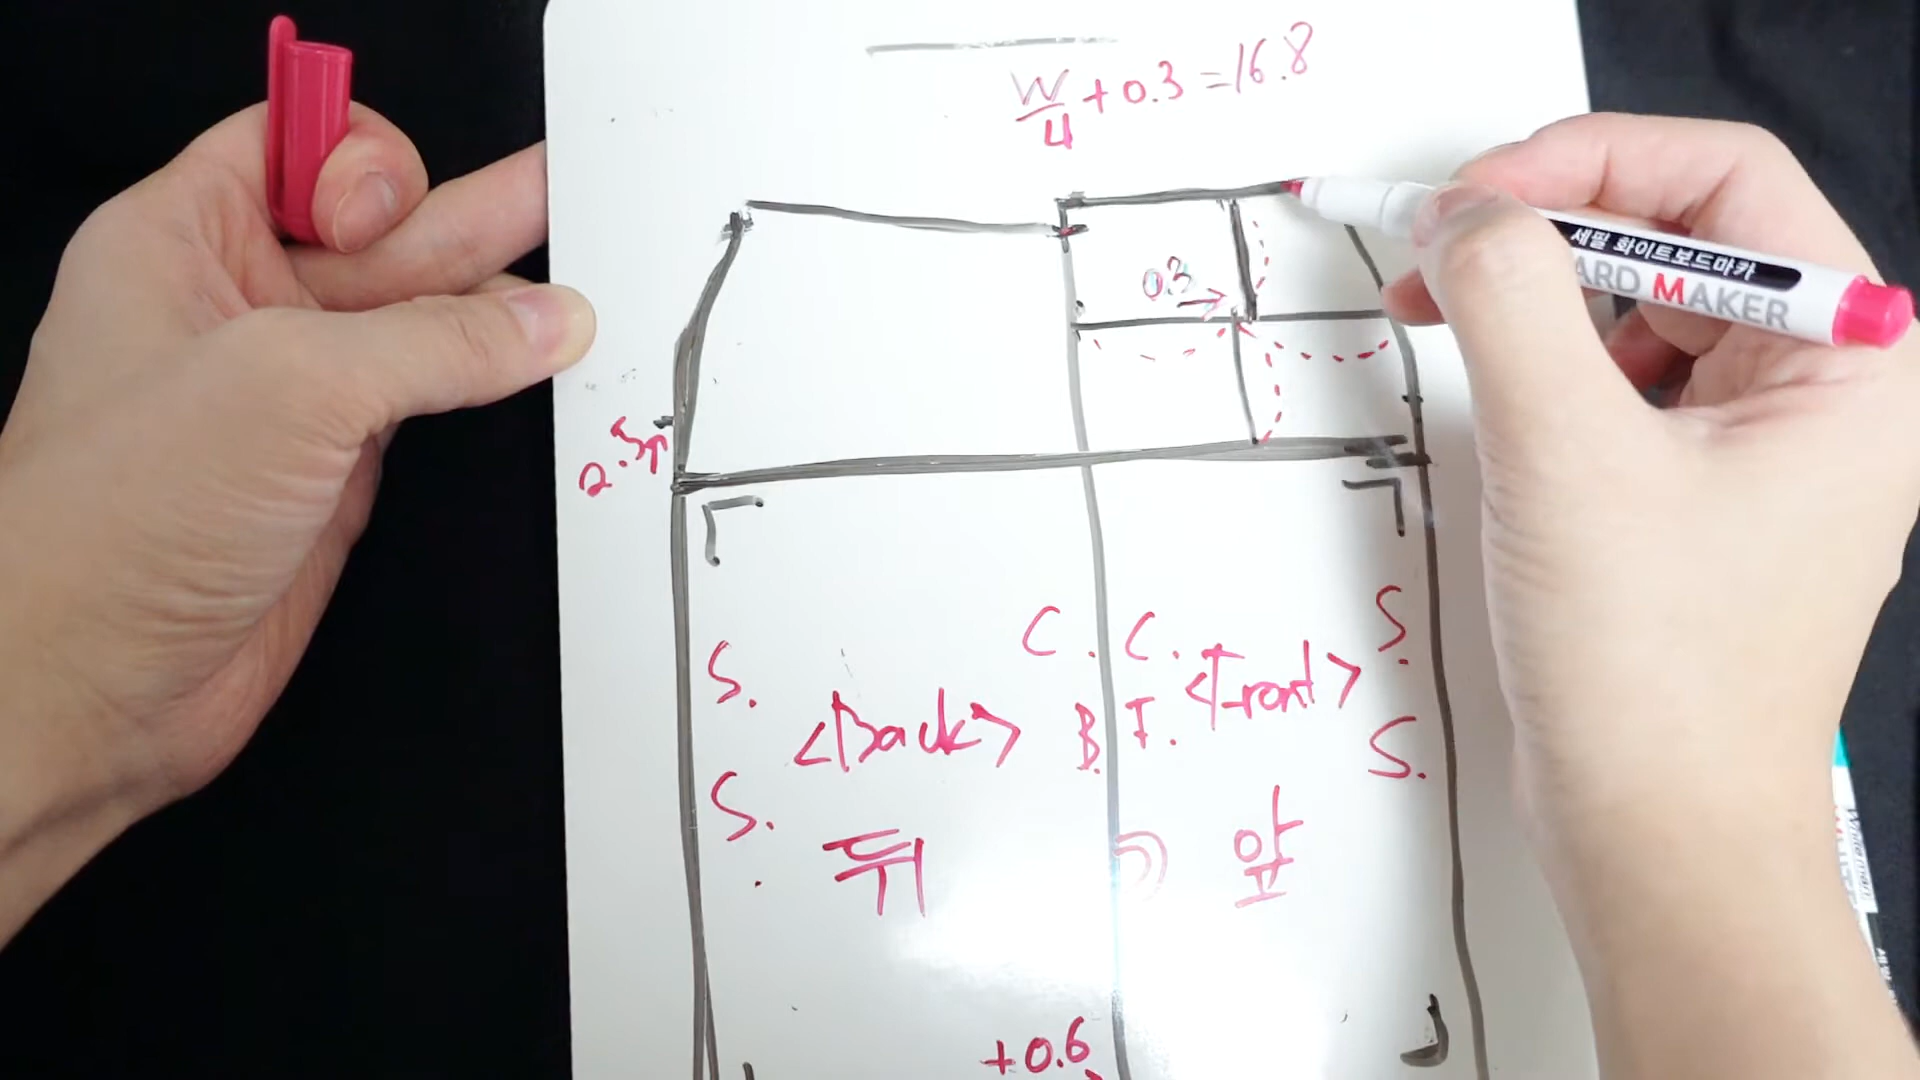 W/4 + 0.3 = 16.8
세필 화이트보드마카
ARD MAKER
0.3
2.5
S. C. C. S.
<Back> B. F. <Front>
S. S.
뒤 앞
+0.6